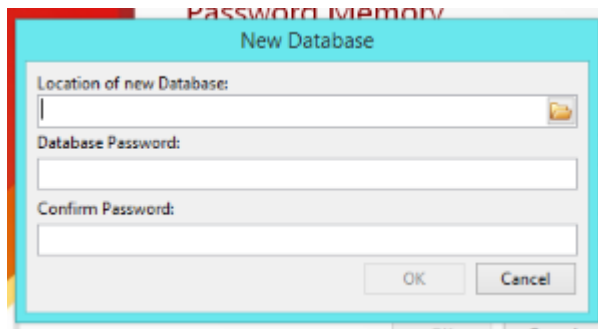 Password Memory
New Database
Location of new Database:
Database Password:
Confirm Password:
OK
Cancel